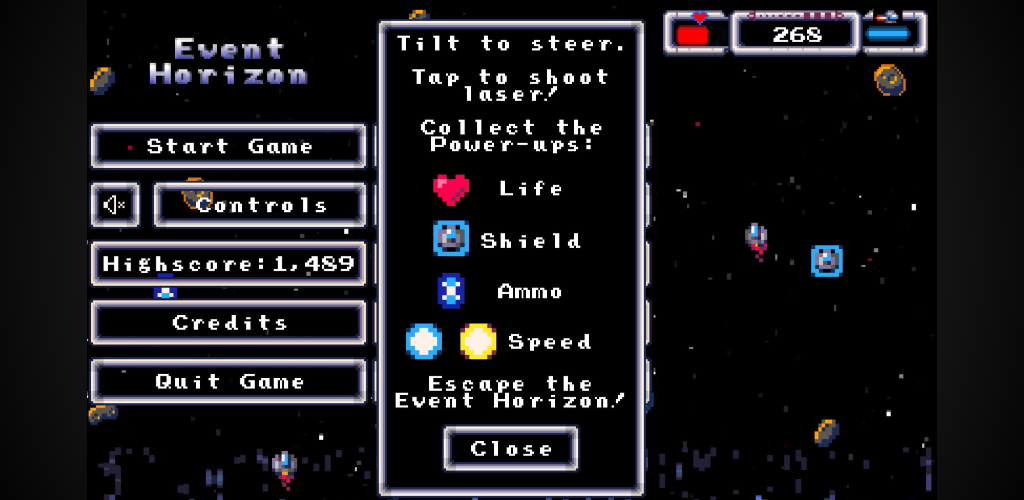 Event
Horizon
Start Game
Controls
Highscore:1,489
Credits
Quit Game
Tilt to steer.
Tap to shoot
laser!
Collect the
Power-ups:
Life
Shield
Ammo
Speed
Escape the
Event Horizon!
Close
268